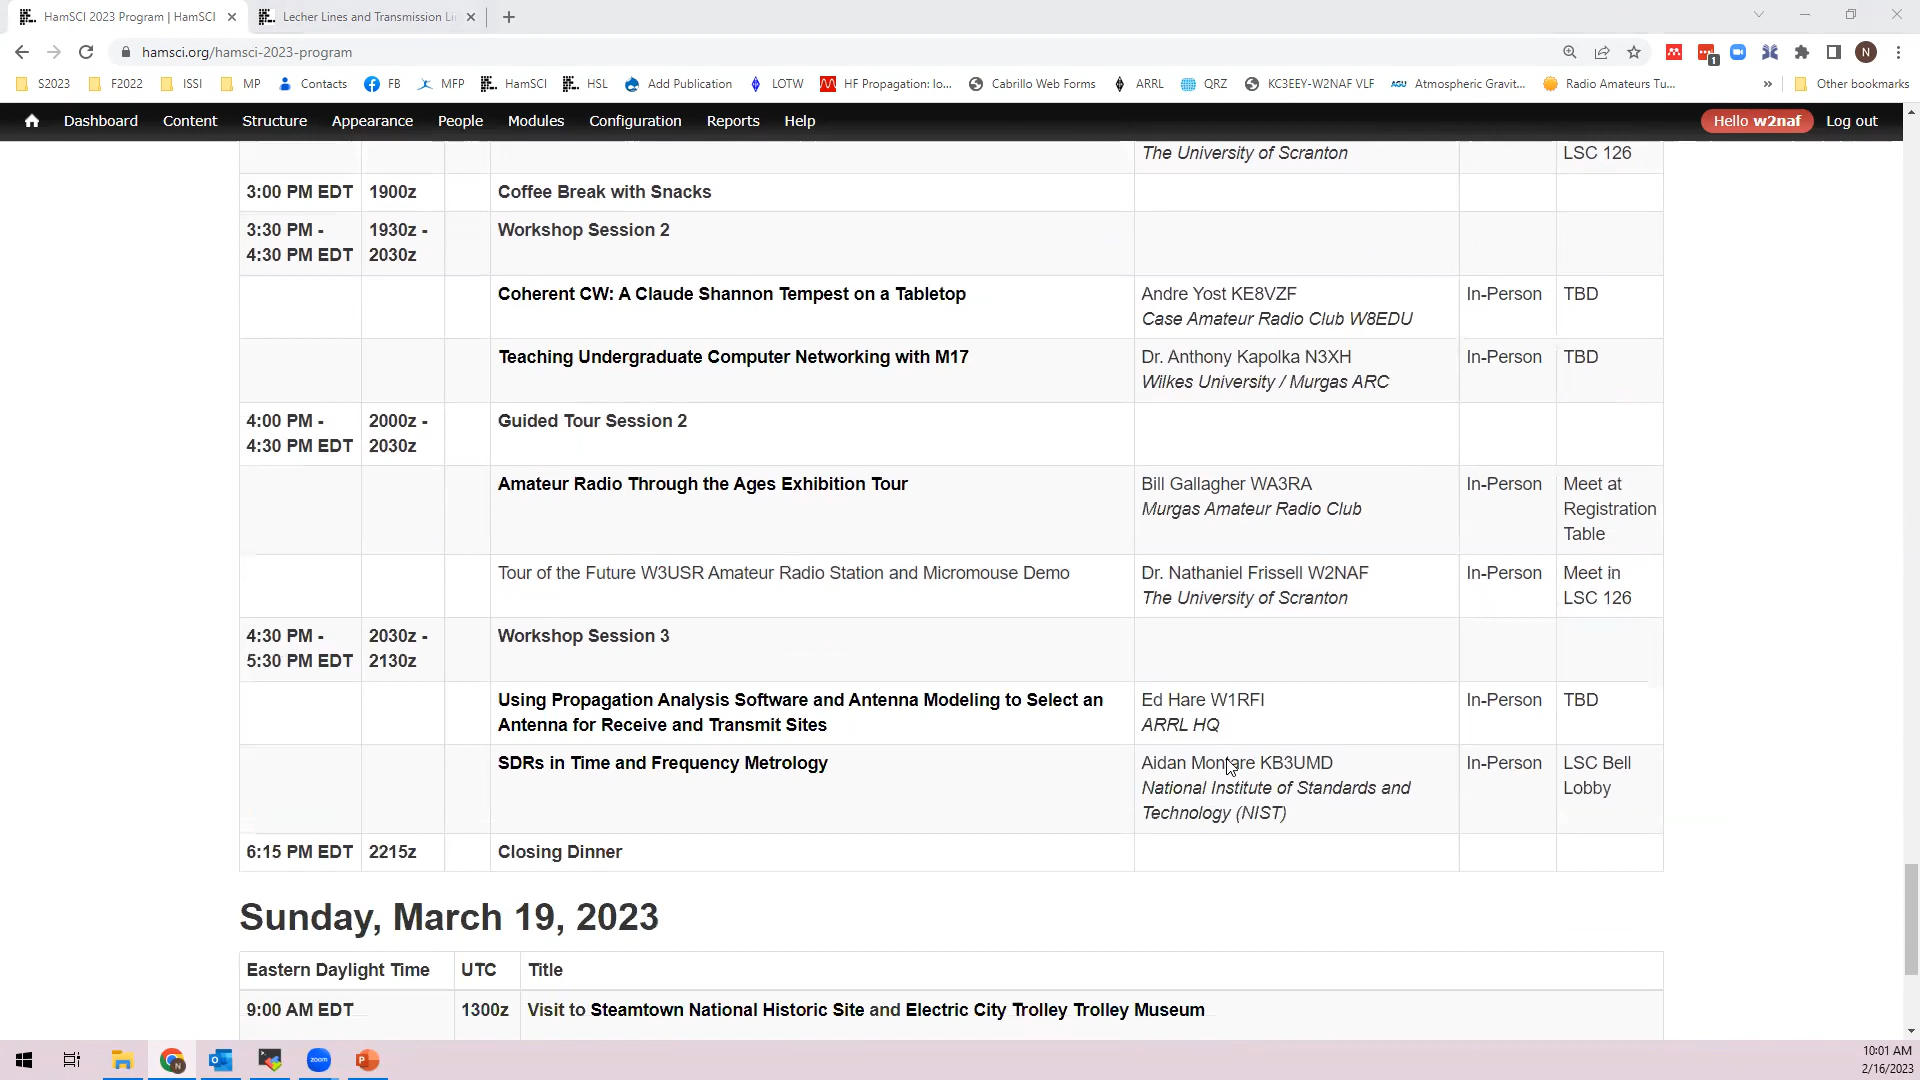 HamSCI 2023 Program | HamSCI
Lecher Lines and Transmission Li
hamsci.org/hamsci-2023-program
N
S2023
F2022
ISSI
MP
Contacts
FB
MFP
HamSCI
HSL
Add Publication
LOTW
HF Propagation: Io...
Cabrillo Web Forms
ARRL
QRZ
KC3EEY-W2NAF VLF
AGU
Atmospheric Gravit...
Radio Amateurs Tu...
»
Other bookmarks
Dashboard
Content
Structure
Appearance
People
Modules
Configuration
Reports
Help
Hello w2naf
Log out
The University of Scranton
LSC 126
3:00 PM EDT
1900z
Coffee Break with Snacks
3:30 PM -
4:30 PM EDT
1930z -
2030z
Workshop Session 2
Coherent CW: A Claude Shannon Tempest on a Tabletop
Andre Yost KE8VZF
Case Amateur Radio Club W8EDU
In-Person
TBD
Teaching Undergraduate Computer Networking with M17
Dr. Anthony Kapolka N3XH
Wilkes University / Murgas ARC
In-Person
TBD
4:00 PM -
4:30 PM EDT
2000z -
2030z
Guided Tour Session 2
Amateur Radio Through the Ages Exhibition Tour
Bill Gallagher WA3RA
Murgas Amateur Radio Club
In-Person
Meet at
Registration
Table
Tour of the Future W3USR Amateur Radio Station and Micromouse Demo
Dr. Nathaniel Frissell W2NAF
The University of Scranton
In-Person
Meet in
LSC 126
4:30 PM -
5:30 PM EDT
2030z -
2130z
Workshop Session 3
Using Propagation Analysis Software and Antenna Modeling to Select an
Antenna for Receive and Transmit Sites
Ed Hare W1RFI
ARRL HQ
In-Person
TBD
SDRs in Time and Frequency Metrology
Aidan Montare KB3UMD
National Institute of Standards and
Technology (NIST)
In-Person
LSC Bell
Lobby
6:15 PM EDT
2215z
Closing Dinner
Sunday, March 19, 2023
Eastern Daylight Time
UTC
Title
9:00 AM EDT
1300z
Visit to Steamtown National Historic Site and Electric City Trolley Trolley Museum
zoom
10:01 AM
2/16/2023